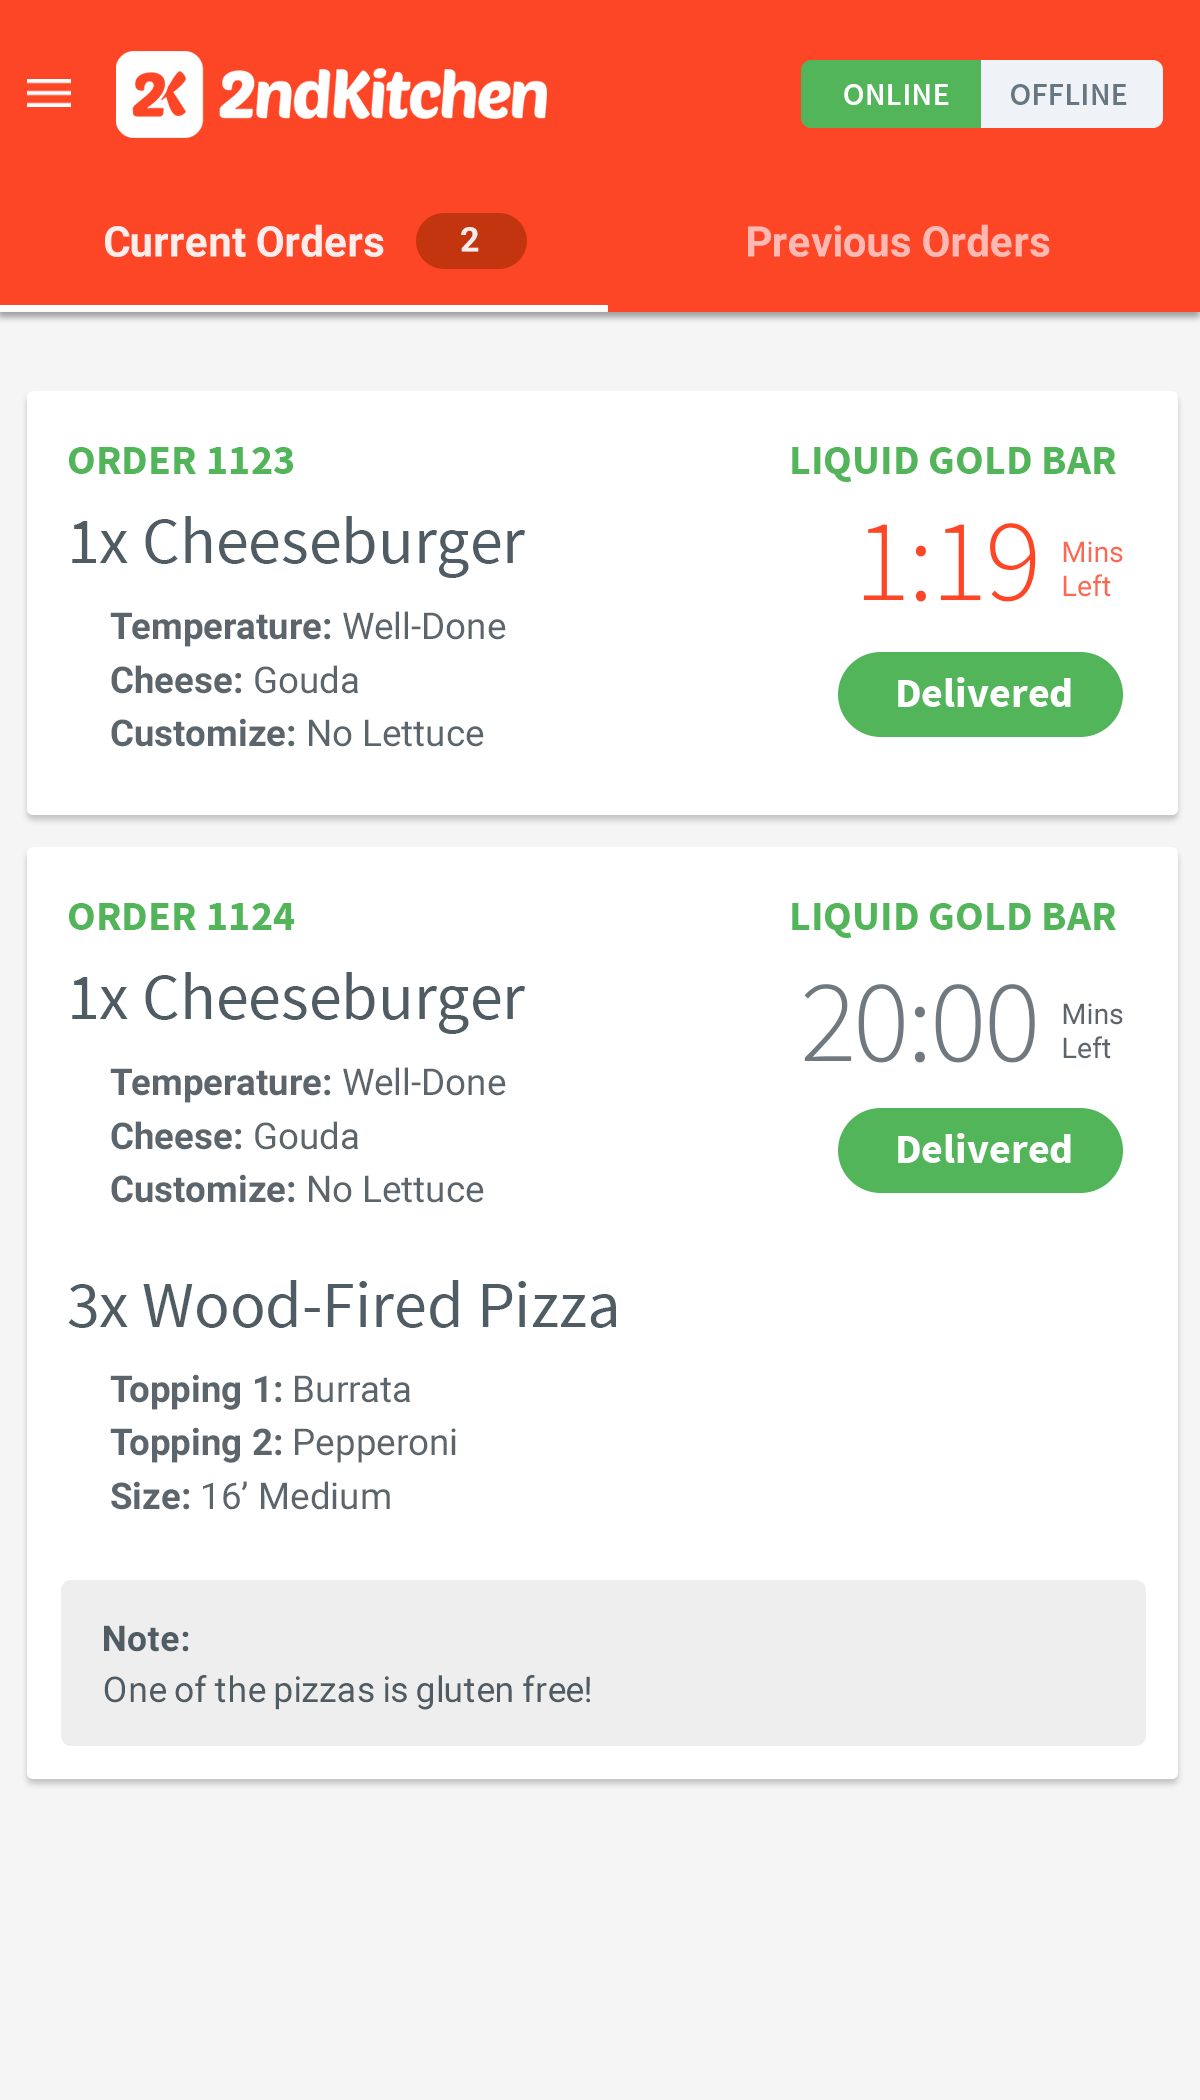 2K 2ndKitchen
ONLINE OFFLINE
Current Orders 2 Previous Orders
ORDER 1123 LIQUID GOLD BAR
1x Cheeseburger
1:19 Mins Left
Temperature: Well-Done
Cheese: Gouda
Customize: No Lettuce
Delivered
ORDER 1124 LIQUID GOLD BAR
1x Cheeseburger
20:00 Mins Left
Temperature: Well-Done
Cheese: Gouda
Customize: No Lettuce
Delivered
3x Wood-Fired Pizza
Topping 1: Burrata
Topping 2: Pepperoni
Size: 16’ Medium
Note:
One of the pizzas is gluten free!